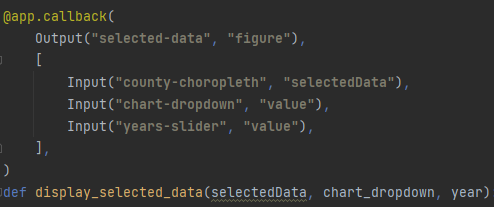 @app.callback(
    Output("selected-data", "figure"),
    [
        Input("county-choropleth", "selectedData"),
        Input("chart-dropdown", "value"),
        Input("years-slider", "value"),
    ],
)
def display_selected_data(selectedData, chart_dropdown, year)